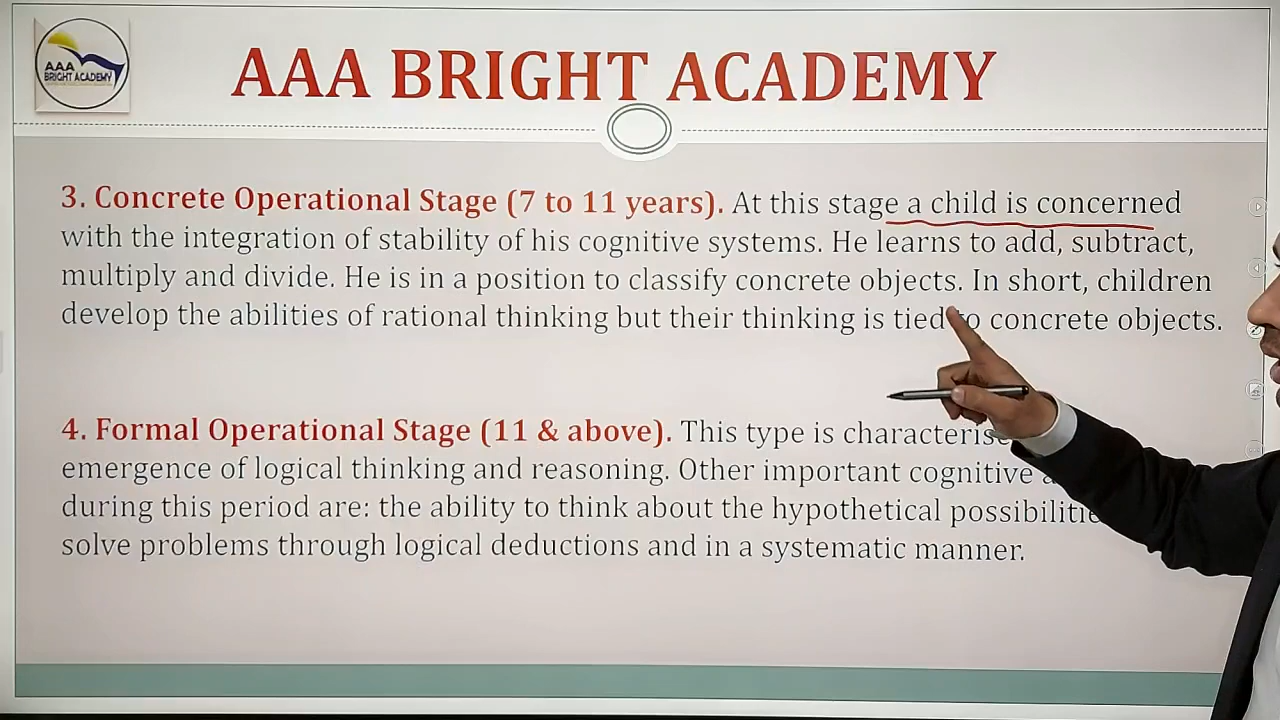 AAA
BRIGHT ACADEMY
AAA BRIGHT ACADEMY
3. Concrete Operational Stage (7 to 11 years). At this stage a child is concerned
with the integration of stability of his cognitive systems. He learns to add, subtract,
multiply and divide. He is in a position to classify concrete objects. In short, children
develop the abilities of rational thinking but their thinking is tied to concrete objects.
4. Formal Operational Stage (11 & above). This type is
emergence of logical thinking and reasoning. Other important cognitive
during this period are: the ability to think about the hypothetical
solve problems through logical deductions and in a systematic manner.